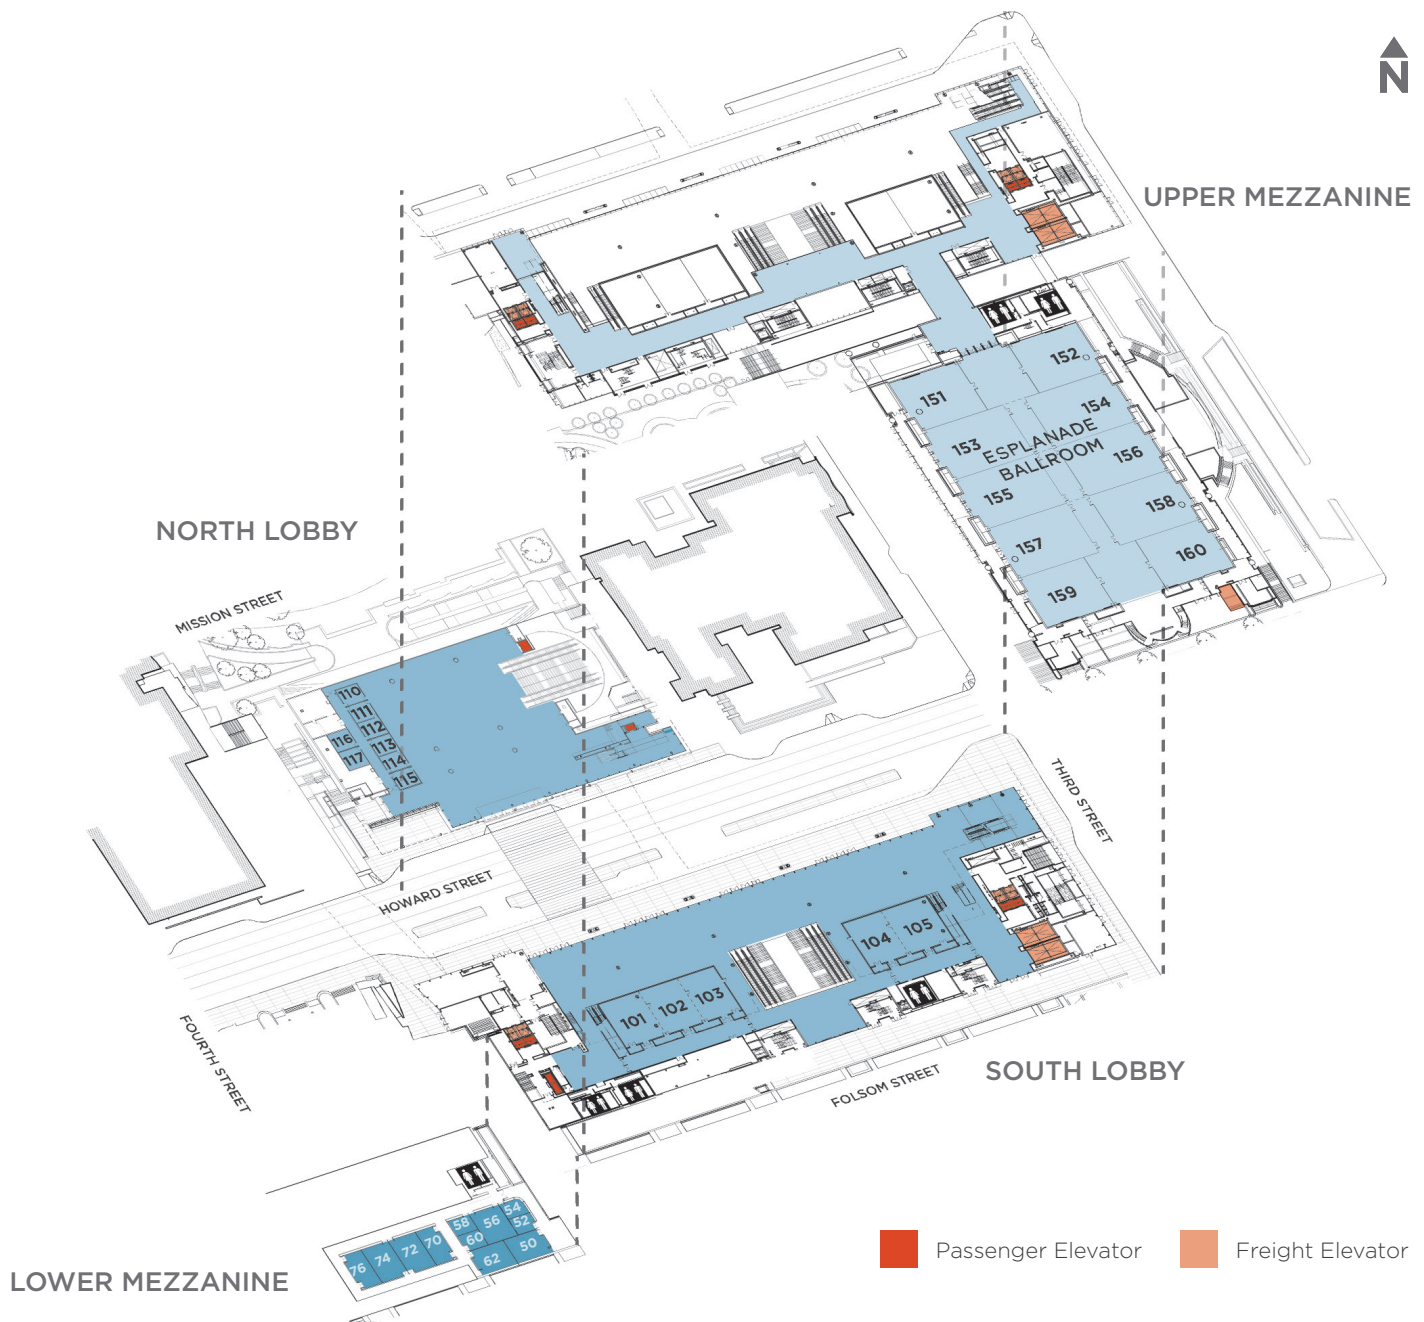 N
UPPER MEZZANINE
152
151
154
153
ESPLANADE
BALLROOM
156
155
158
157
160
159
NORTH LOBBY
MISSION STREET
110
111
112
116
113
117
114
115
THIRD STREET
HOWARD STREET
105
104
103
102
101
FOURTH STREET
SOUTH LOBBY
FOLSOM STREET
54
58
56
52
60
50
62
70
72
74
76
LOWER MEZZANINE
Passenger Elevator
Freight Elevator